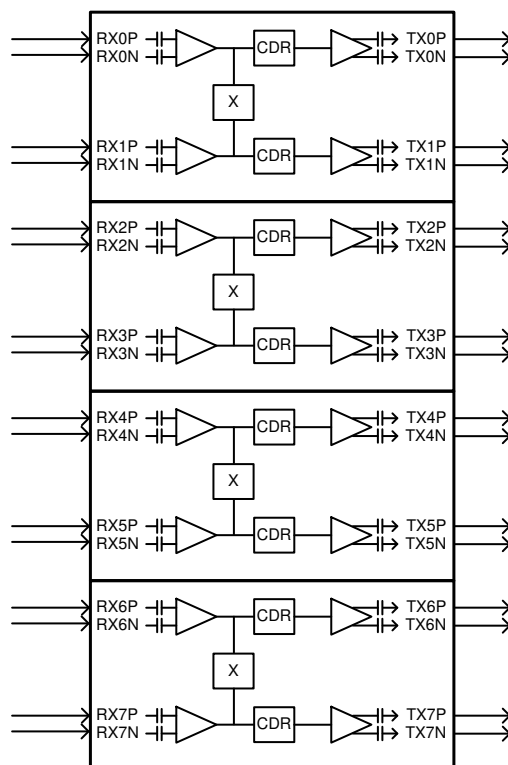 RX0P CDR TX0P
RX0N TX0N
X
RX1P TX1P
RX1N CDR TX1N
RX2P CDR TX2P
RX2N TX2N
X
RX3P TX3P
RX3N CDR TX3N
RX4P CDR TX4P
RX4N TX4N
X
RX5P TX5P
RX5N CDR TX5N
RX6P CDR TX6P
RX6N TX6N
X
RX7P TX7P
RX7N CDR TX7N